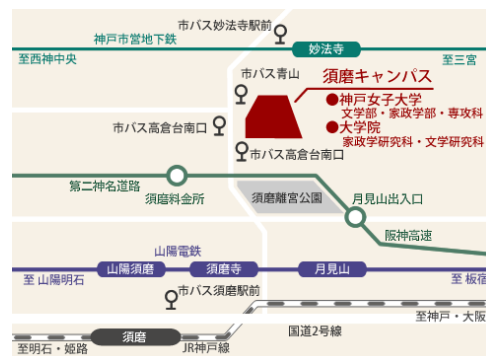 市バス妙法寺駅前
神戸市営地下鉄
妙法寺
至西神中央
至三宮
市バス青山
須磨キャンパス
●神戸女子大学
文学部・家政学部・専攻科
●大学院
家政学研究科・文学研究科
市バス高倉台南口
市バス高倉台南口
第二神名道路
須磨料金所
須磨離宮公園
月見山出入口
阪神高速
山陽電鉄
山陽須磨
須磨寺
月見山
至 山陽明石
至 板宿
市バス須磨駅前
至神戸・大阪
国道2号線
須磨
至明石・姫路
JR神戸線